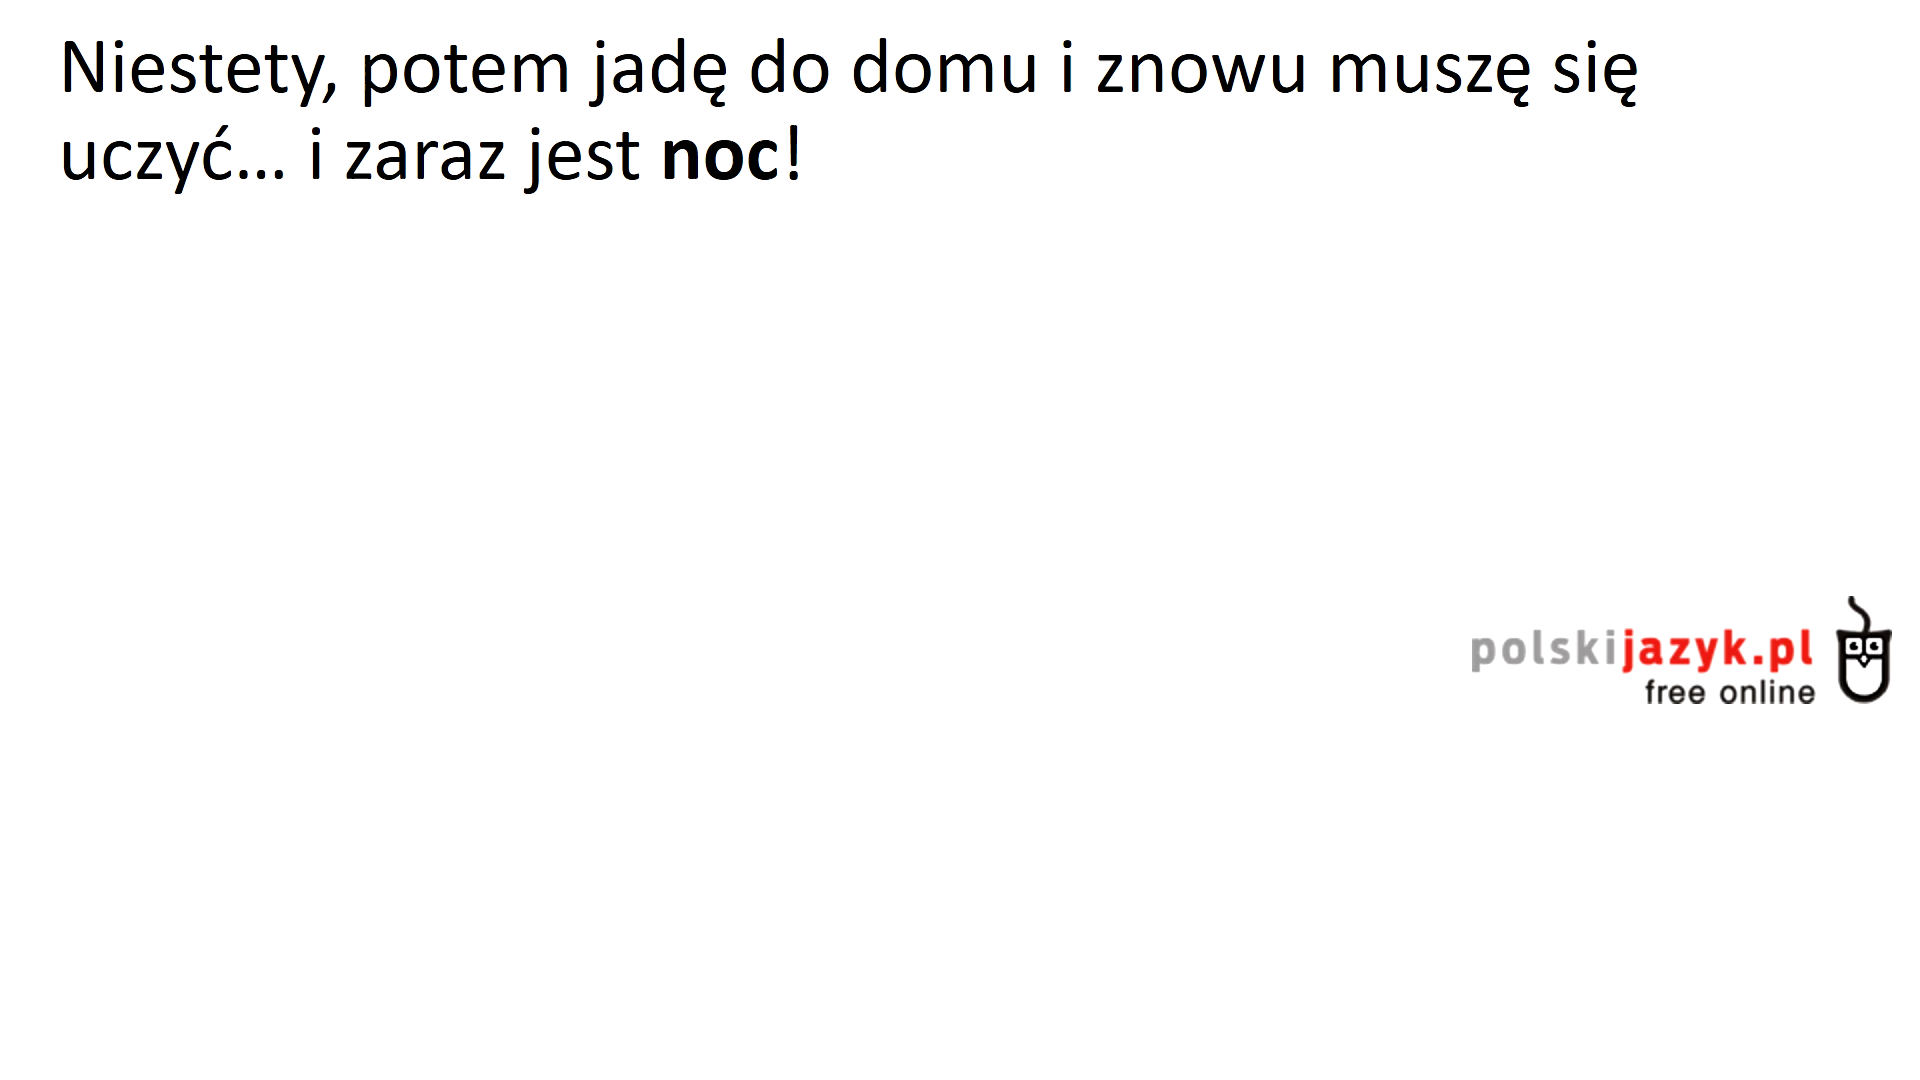 Niestety, potem jadę do domu i znowu muszę się
uczyć… i zaraz jest noc!
polskijazyk.pl
free online